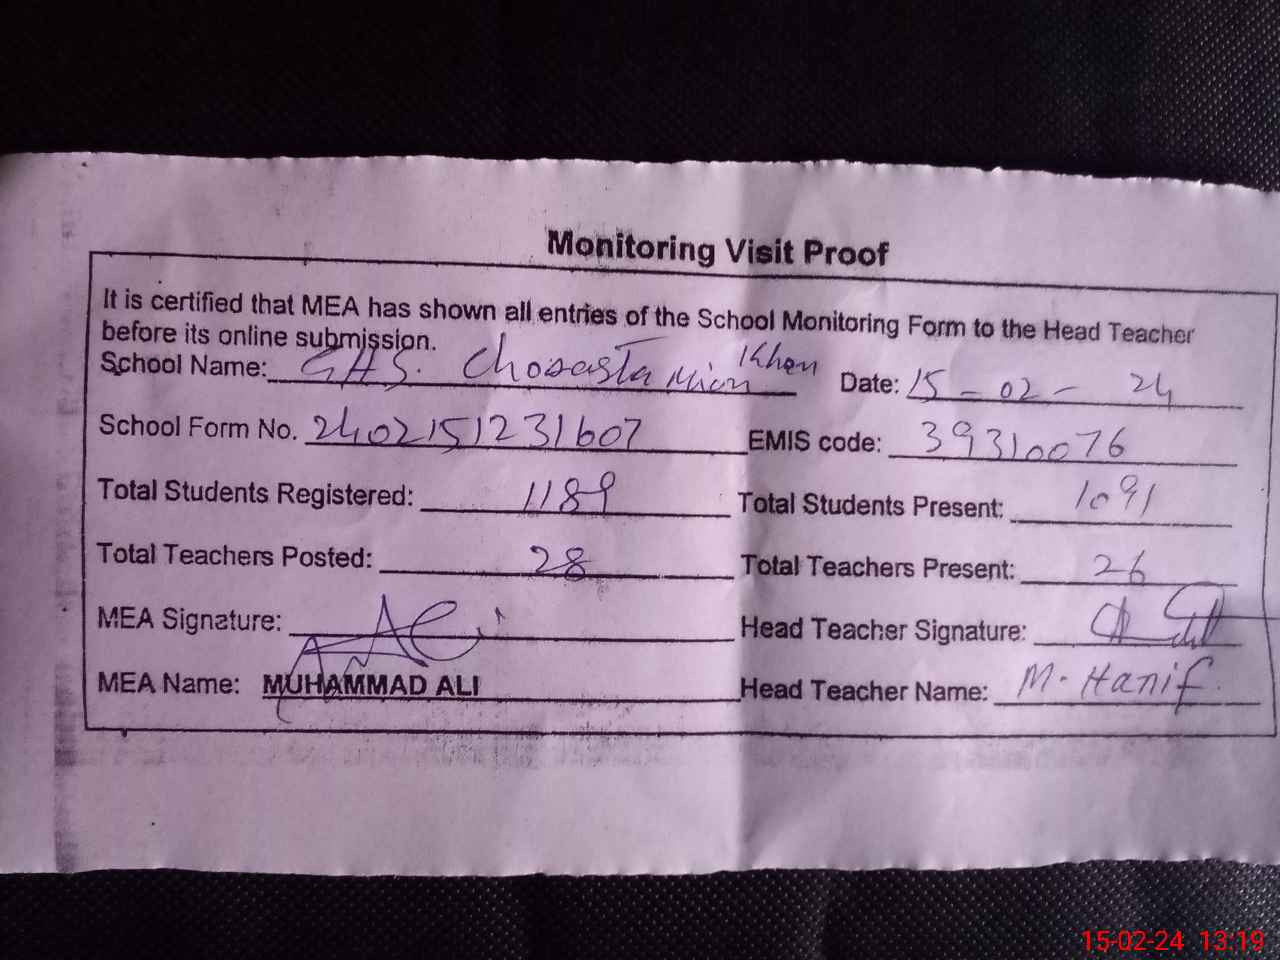 Monitoring Visit Proof
It is certified that MEA has shown all entries of the School Monitoring Form to the Head Teacher
before its online submission.
School Name: GHS. Chorasta Mian Khan Date: 15-02-24
School Form No. 2402151231607 EMIS code: 39310076
Total Students Registered: 1189 Total Students Present: 1091
Total Teachers Posted: 28 Total Teachers Present: 26
MEA Signature: Head Teacher Signature:
MEA Name: MUHAMMAD ALI Head Teacher Name: M. Hanif.
15-02-24 13:19